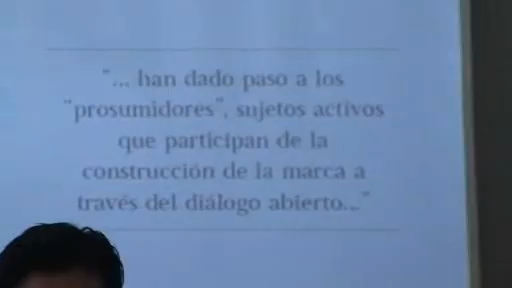 "... han dado paso a los
"prosumidores", sujetos activos
que participan de la
construcción de la marca a
través del diálogo abierto..."